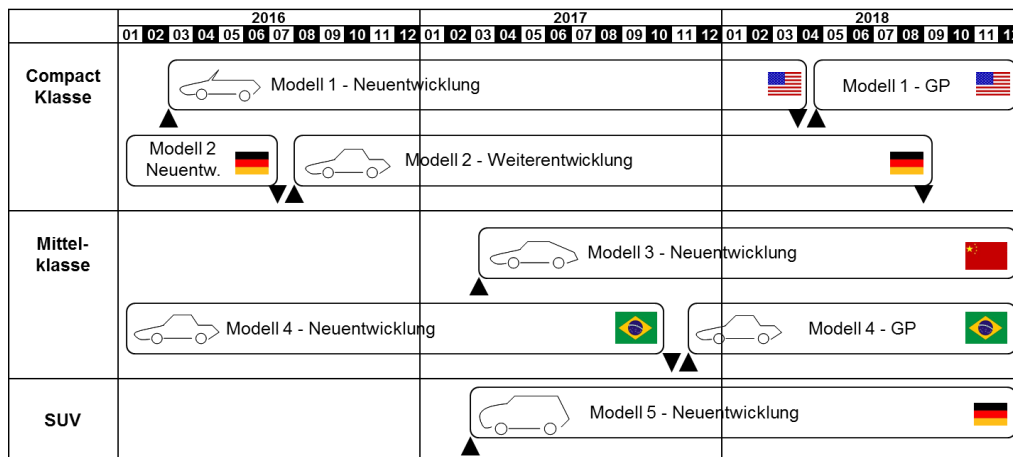 2016 2017 2018
01 02 03 04 05 06 07 08 09 10 11 12 01 02 03 04 05 06 07 08 09 10 11 12 01 02 03 04 05 06 07 08 09 10 11
Compact
Klasse
Modell 1 - Neuentwicklung
Modell 1 - GP
Modell 2
Neuentw.
Modell 2 - Weiterentwicklung
Mittel-
klasse
Modell 3 - Neuentwicklung
Modell 4 - Neuentwicklung
Modell 4 - GP
SUV
Modell 5 - Neuentwicklung